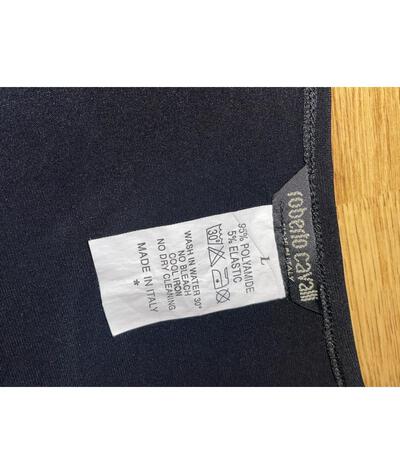 roberto cavalli
L
95% POLYAMIDE
5% ELASTIC
30°
WASH IN WATER 30°
NO BLEACH
COOL IRON
NO DRY CLEANING
MADE IN ITALY
*